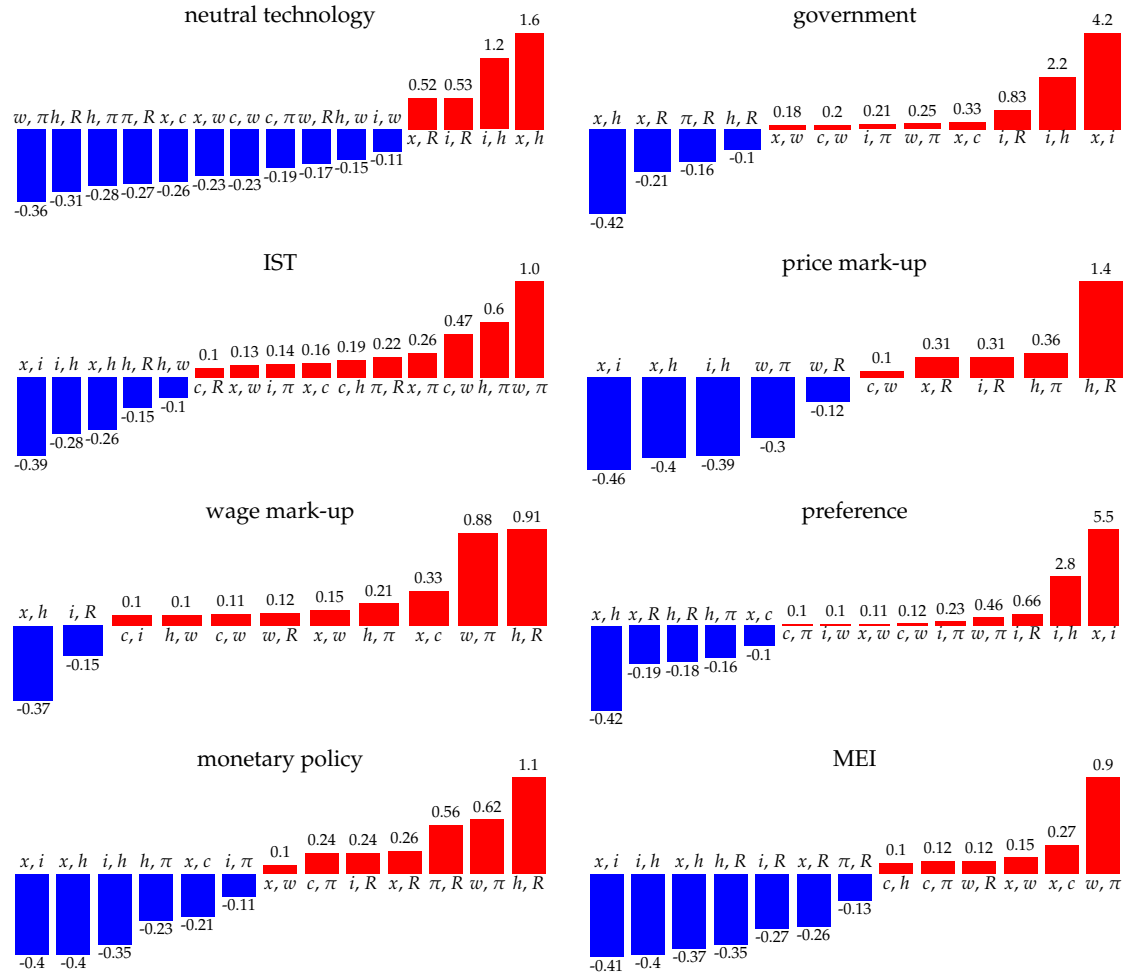 neutral technology
1.6
1.2
0.52 0.53
w, π h, R h, π π, R x, c x, w c, w c, π w, R h, w i, w
x, R i, R i, h x, h
-0.36 -0.31 -0.28 -0.27 -0.26 -0.23 -0.23 -0.19 -0.17 -0.15 -0.11
government
4.2
2.2
0.18 0.2 0.21 0.25 0.33 0.83
x, h x, R π, R h, R
x, w c, w i, π w, π x, c i, R i, h x, i
-0.42 -0.21 -0.16 -0.1
IST
1.0
0.1 0.13 0.14 0.16 0.19 0.22 0.26 0.47 0.6
x, i i, h x, h h, R h, w
c, R x, w i, π x, c c, h π, R x, π c, w h, π w, π
-0.39 -0.28 -0.26 -0.15 -0.1
price mark-up
1.4
0.1 0.31 0.31 0.36
x, i x, h i, h w, π w, R
c, w x, R i, R h, π h, R
-0.46 -0.4 -0.39 -0.3 -0.12
wage mark-up
0.1 0.1 0.11 0.12 0.15 0.21 0.33 0.88 0.91
x, h i, R
c, i h, w c, w w, R x, w h, π x, c w, π h, R
-0.37 -0.15
preference
5.5
2.8
0.1 0.1 0.11 0.12 0.23 0.46 0.66
x, h x, R h, R h, π x, c
c, π i, w x, w c, w i, π w, π i, R i, h x, i
-0.42 -0.19 -0.18 -0.16 -0.1
monetary policy
1.1
0.1 0.24 0.24 0.26 0.56 0.62
x, i x, h i, h h, π x, c i, π
x, w c, π i, R x, R π, R w, π h, R
-0.4 -0.4 -0.35 -0.23 -0.21 -0.11
MEI
0.9
0.1 0.12 0.12 0.15 0.27
x, i i, h x, h h, R i, R x, R π, R
c, h c, π w, R x, w x, c w, π
-0.41 -0.4 -0.37 -0.35 -0.27 -0.26 -0.13